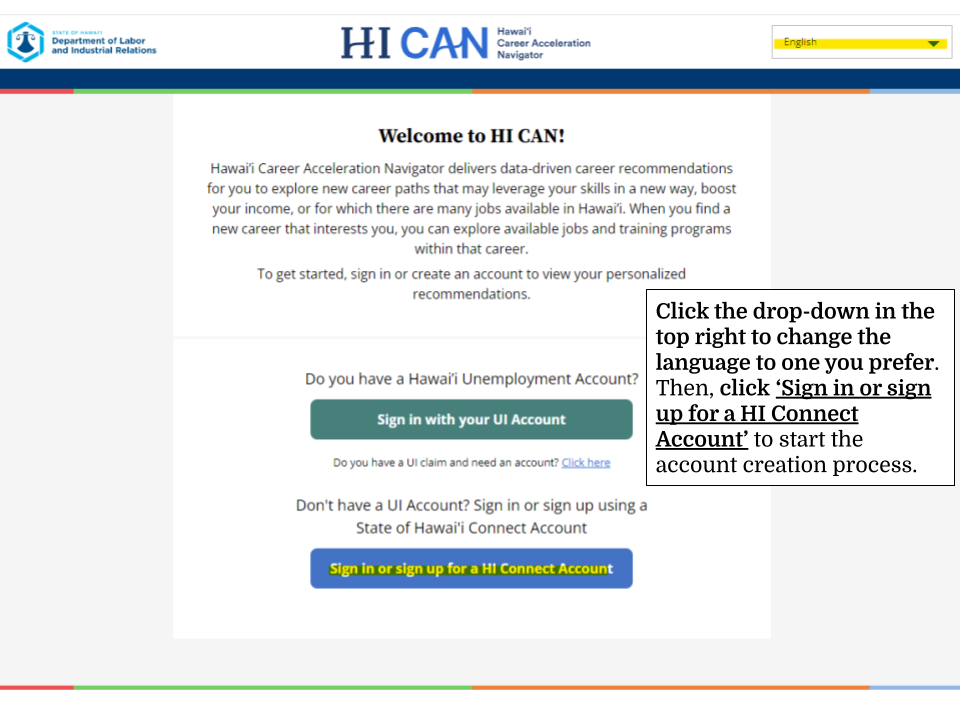 STATE OF HAWAI'I
Department of Labor
and Industrial Relations
HI CAN
Hawai'i
Career Acceleration
Navigator
English
Welcome to HI CAN!
Hawai'i Career Acceleration Navigator delivers data-driven career recommendations
for you to explore new career paths that may leverage your skills in a new way, boost
your income, or for which there are many jobs available in Hawai'i. When you find a
new career that interests you, you can explore available jobs and training programs
within that career.
To get started, sign in or create an account to view your personalized
recommendations.
Click the drop-down in the
top right to change the
language to one you prefer.
Then, click ‘Sign in or sign
up for a HI Connect
Account’ to start the
account creation process.
Do you have a Hawai'i Unemployment Account?
Sign in with your UI Account
Do you have a UI claim and need an account? Click here
Don't have a UI Account? Sign in or sign up using a
State of Hawai'i Connect Account
Sign in or sign up for a HI Connect Account